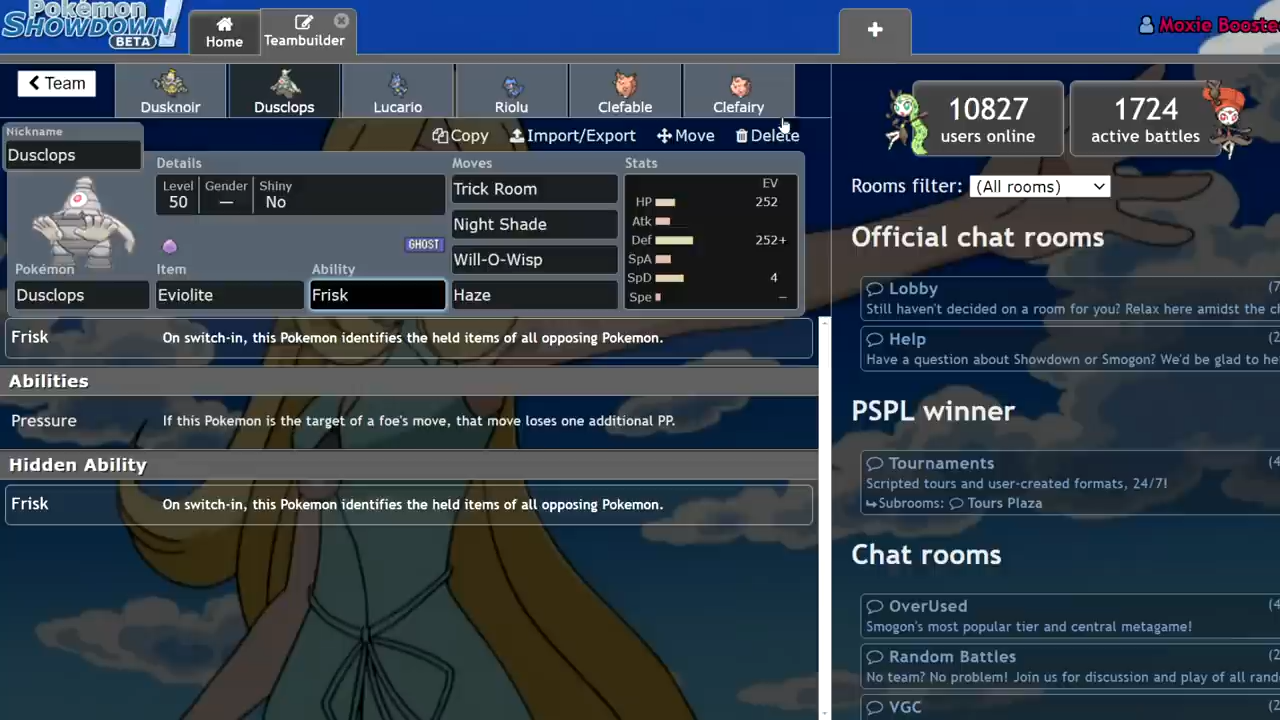 Pokémon
SHOWDOWN!
BETA
Home
Teambuilder
+
Moxie Booste
Team
Dusknoir
Dusclops
Lucario
Riolu
Clefable
Clefairy
Nickname
Dusclops
Copy
Import/Export
Move
Delete
Details
Level
50
Gender
—
Shiny
No
GHOST
Pokémon
Dusclops
Item
Eviolite
Ability
Frisk
Moves
Trick Room
Night Shade
Will-O-Wisp
Haze
Stats
EV
HP 252
Atk
Def 252+
SpA
SpD 4
Spe –
Frisk On switch-in, this Pokemon identifies the held items of all opposing Pokemon.
Abilities
Pressure If this Pokemon is the target of a foe's move, that move loses one additional PP.
Hidden Ability
Frisk On switch-in, this Pokemon identifies the held items of all opposing Pokemon.
10827
users online
1724
active battles
Rooms filter: (All rooms)
Official chat rooms
Lobby (7
Still haven't decided on a room for you? Relax here amidst the ch
Help (2
Have a question about Showdown or Smogon? We'd be glad to he
PSPL winner
Tournaments (4
Scripted tours and user-created formats, 24/7!
Subrooms: Tours Plaza
Chat rooms
OverUsed (4
Smogon's most popular tier and central metagame!
Random Battles (2
No team? No problem! Join us for discussion and play of all rand
VGC (2